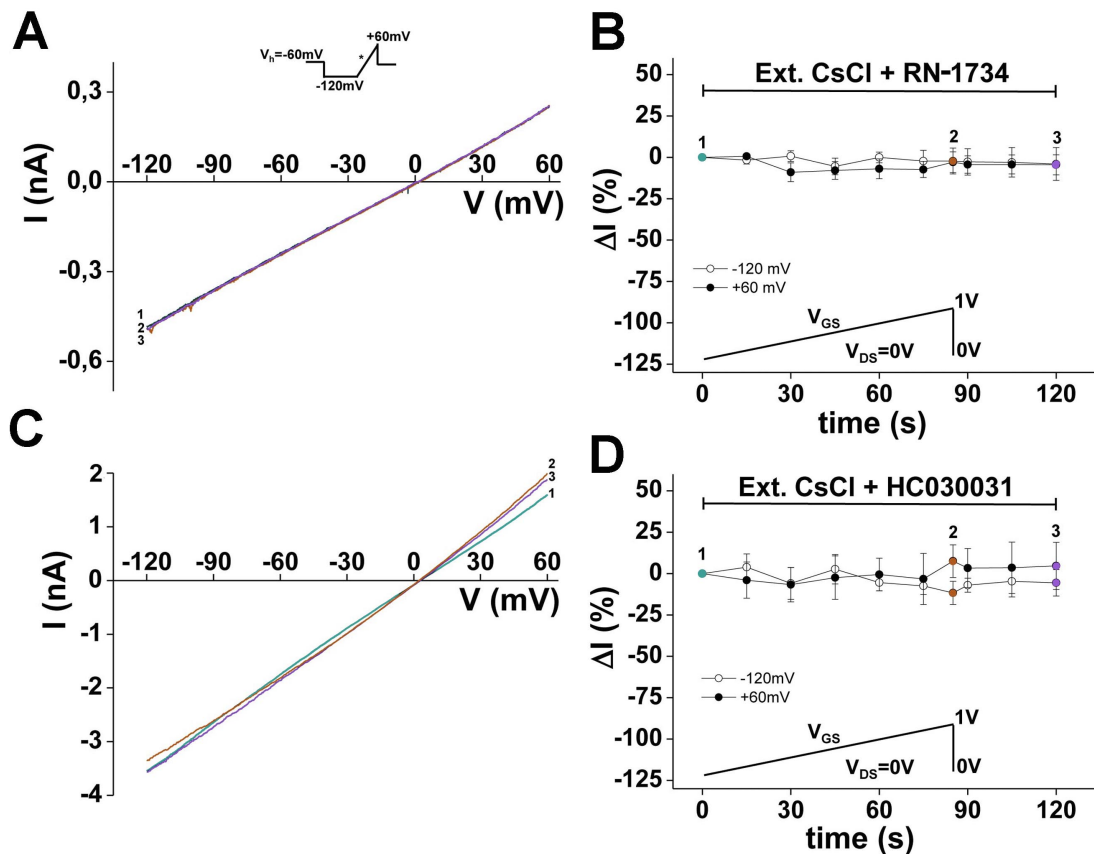 A
Vh=-60mV
-120mV
*
+60mV
0,3
0,0
-0,3
-0,6
I (nA)
-120 -90 -60 -30 0 30 60
V (mV)
1
2
3
B
Ext. CsCl + RN-1734
50
25
0
-25
-50
-75
-100
-125
ΔI (%)
1
2
3
-120 mV
+60 mV
VGS
1V
VDS=0V
0V
0 30 60 90 120
time (s)
C
2
1
0
-1
-2
-3
-4
I (nA)
-120 -90 -60 -30 0 30 60
V (mV)
2
3
1
D
Ext. CsCl + HC030031
50
25
0
-25
-50
-75
-100
-125
ΔI (%)
1
2
3
-120mV
+60mV
VGS
1V
VDS=0V
0V
0 30 60 90 120
time (s)